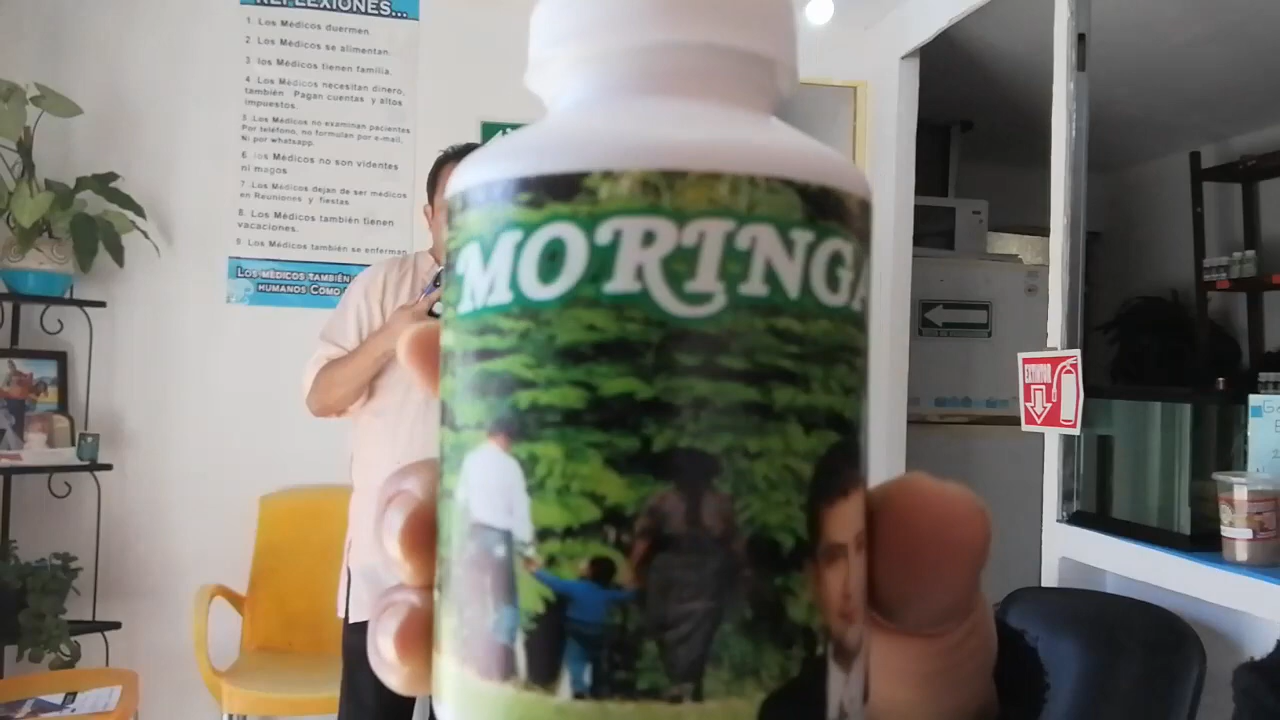 REFLEXIONES...
1. Los Médicos duermen.
2. Los Médicos se alimentan.
3. los Médicos tienen familia.
4. Los Médicos necesitan dinero,
también Pagan cuentas y altos
impuestos.
5 .Los Médicos no examinan pacientes
Por teléfono, no formulan por e-mail,
Ni por whatsapp.
6. los Médicos no son videntes
ni magos
7 .Los Médicos dejan de ser médicos
en Reuniones y fiestas.
8. Los Médicos también tienen
vacaciones.
9 Los Médicos también se enferman
LOS MÉDICOS TAMBIÉN
HUMANOS COMO
MORINGA
EXTINTOR